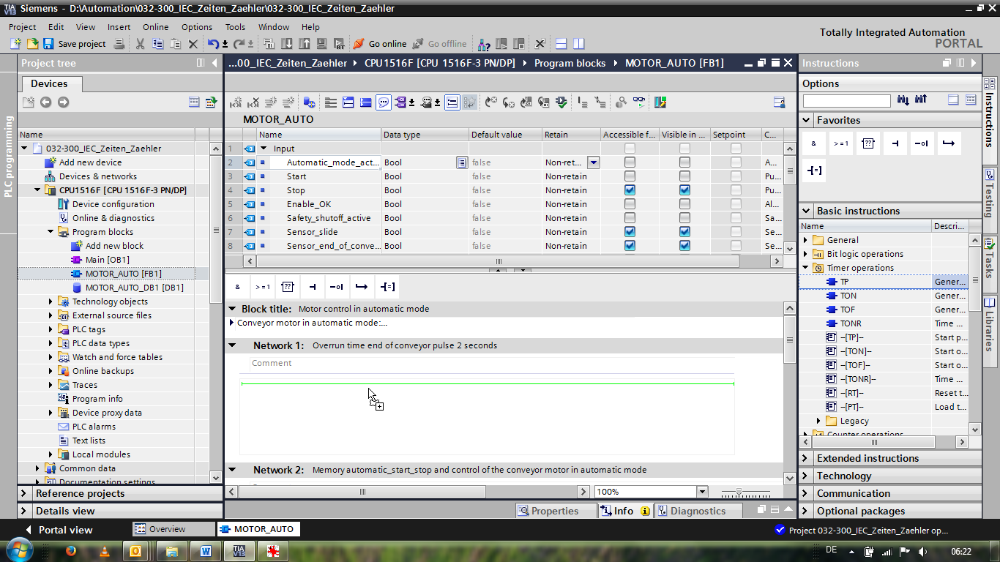 Siemens - D:\Automation\032-300_IEC_Zeiten_Zaehler\032-300_IEC_Zeiten_Zaehler
Project Edit View Insert Online Options Tools Window Help
Totally Integrated Automation
PORTAL
Save project Go online Go offline
Project tree
Devices
PLC programming
Name
032-300_IEC_Zeiten_Zaehler
Add new device
Devices & networks
CPU1516F [CPU 1516F-3 PN/DP]
Device configuration
Online & diagnostics
Program blocks
Add new block
Main [OB1]
MOTOR_AUTO [FB1]
MOTOR_AUTO_DB1 [DB1]
Technology objects
External source files
PLC tags
PLC data types
Watch and force tables
Online backups
Traces
Program info
Device proxy data
PLC alarms
Text lists
Local modules
Common data
Documentation settings
Reference projects
Details view
...00_IEC_Zeiten_Zaehler CPU1516F [CPU 1516F-3 PN/DP] Program blocks MOTOR_AUTO [FB1]
MOTOR_AUTO
Name Data type Default value Retain Accessible f... Visible in ... Setpoint C...
1 Input
2 Automatic_mode_act... Bool false Non-ret... A...
3 Start Bool false Non-retain Pu...
4 Stop Bool false Non-retain Pu...
5 Enable_OK Bool false Non-retain Al...
6 Safety_shutoff_active Bool false Non-retain Sa...
7 Sensor_slide Bool false Non-retain Se...
8 Sensor_end_of_conve... Bool false Non-retain Se...
& >=1 ??
Block title: Motor control in automatic mode
Conveyor motor in automatic mode:...
Network 1: Overrun time end of conveyor pulse 2 seconds
Comment
Network 2: Memory automatic_start_stop and control of the conveyor motor in automatic mode
100%
Properties Info Diagnostics
Instructions
Options
Favorites
& >=1 ??
Basic instructions
Name Descri...
General
Bit logic operations
Timer operations
TP Gener...
TON Gener...
TOF Gener...
TONR Time ...
–[TP]– Start p...
–[TON]– Start o...
–[TOF]– Start o...
–[TONR]– Time ...
–[RT]– Reset t...
–[PT]– Load t...
Legacy
Counter operations
Extended instructions
Technology
Communication
Optional packages
Instructions
Testing
Tasks
Libraries
Portal view Overview MOTOR_AUTO Project 032-300_IEC_Zeiten_Zaehler op...
TIA V13
DE 06:22